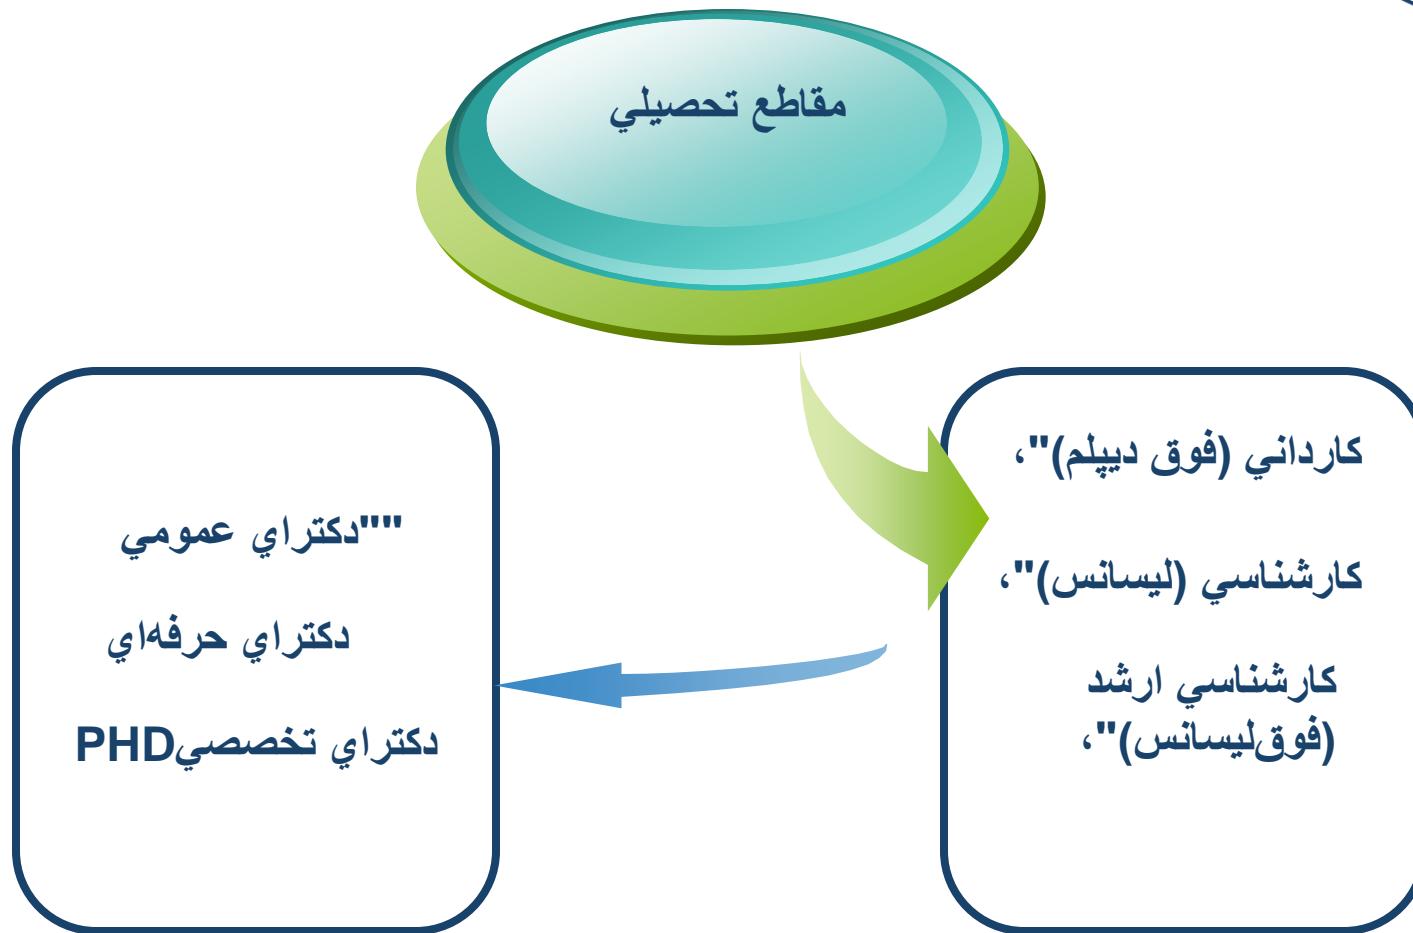 مقاطع تحصيلي
كارداني (فوق ديپلم)"،
كارشناسي (ليسانس)"،
كارشناسي ارشد
(فوق‌ليسانس)"،
""دكتراي عمومي
دكتراي حرفه‌اي
دكتراي تخصصيPHD